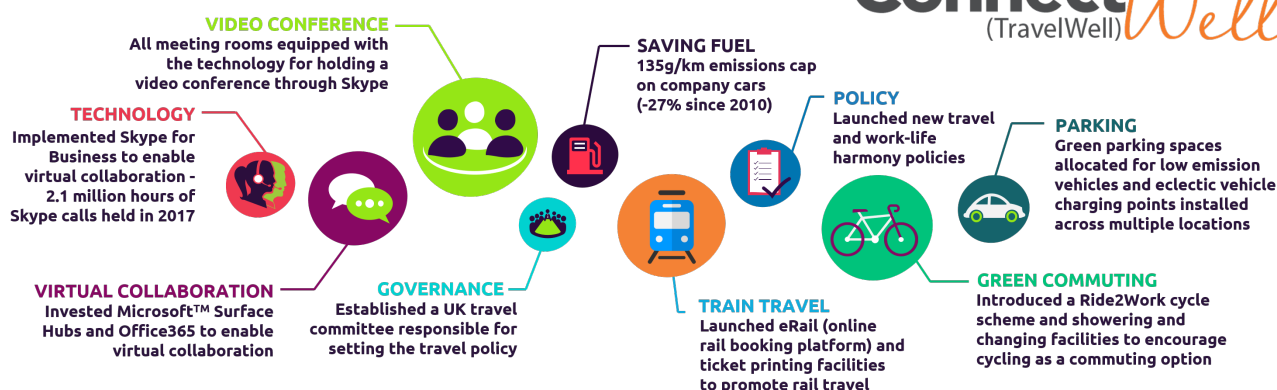 Connect
(TravelWell) Well
VIDEO CONFERENCE
All meeting rooms equipped with
the technology for holding a
video conference through Skype
TECHNOLOGY
Implemented Skype for
Business to enable
virtual collaboration -
2.1 million hours of
Skype calls held in 2017
VIRTUAL COLLABORATION
Invested Microsoft™ Surface
Hubs and Office365 to enable
virtual collaboration
GOVERNANCE
Established a UK travel
committee responsible for
setting the travel policy
SAVING FUEL
135g/km emissions cap
on company cars
(-27% since 2010)
TRAIN TRAVEL
Launched eRail (online
rail booking platform) and
ticket printing facilities
to promote rail travel
POLICY
Launched new travel
and work-life
harmony policies
PARKING
Green parking spaces
allocated for low emission
vehicles and eclectic vehicle
charging points installed
across multiple locations
GREEN COMMUTING
Introduced a Ride2Work cycle
scheme and showering and
changing facilities to encourage
cycling as a commuting option